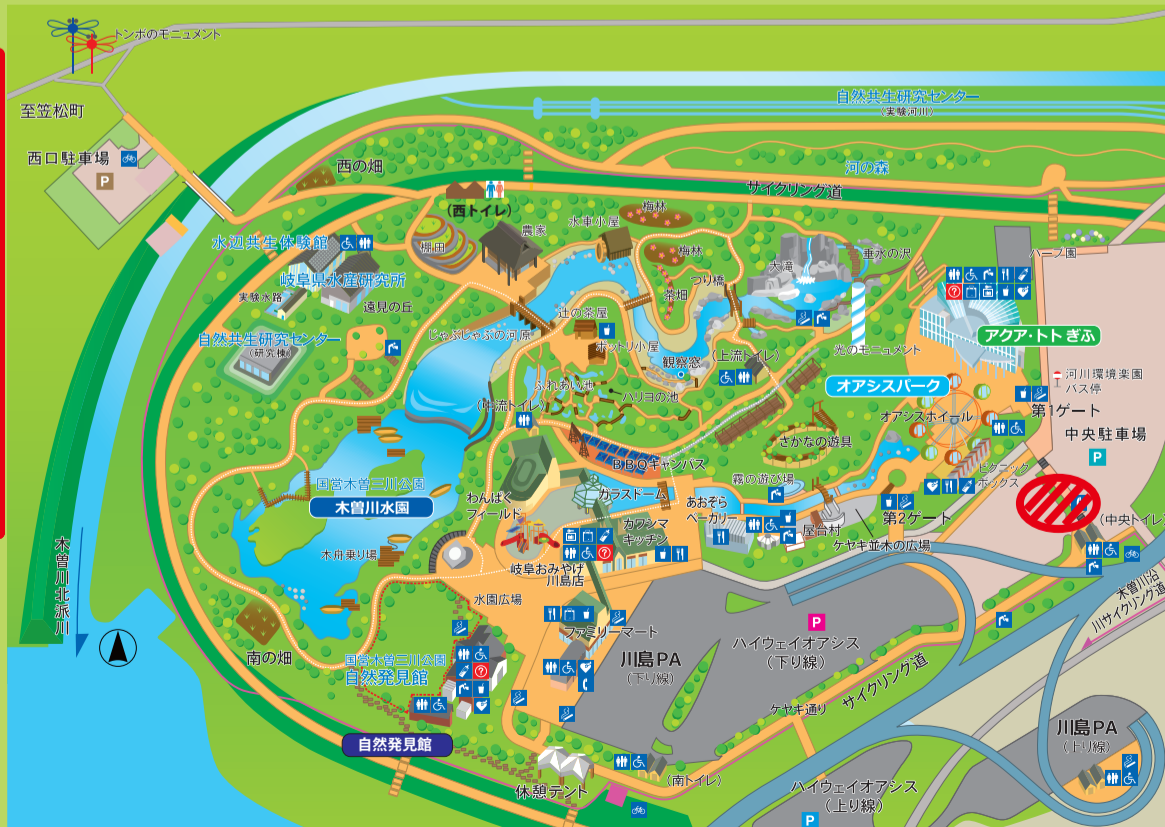 トンボのモニュメント
至笠松町
西口駐車場
P
西の畑
自然共生研究センター
(実験河川)
河の森
サイクリング道
(西トイレ)
水辺共生体験館
岐阜県水産研究所
実験水路
遠見の丘
自然共生研究センター
(研究棟)
棚田
農家
水車小屋
梅林
梅林
つり橋
茶畑
大滝
垂水の沢
ハーブ園
辻の茶屋
じゃぶじゃぶの河原
ポットリ小屋
観察窓
(上流トイレ)
光のモニュメント
アクア・トト ぎふ
河川環境楽園
バス停
オアシスパーク
ふれあい池
ハリヨの池
(中流トイレ)
オアシスホイール
第1ゲート
中央駐車場
P
さかなの遊具
BBQキャンパス
ピクニック
ボックス
国営木曽三川公園
木曽川水園
わんぱく
フィールド
ガラスドーム
霧の遊び場
あおぞら
ベーカリー
カワシマ
キッチン
屋台村
第2ゲート
ケヤキ並木の広場
(中央トイレ)
木舟乗り場
岐阜おみやげ
川島店
水園広場
ファミリーマート
木曽川北派川
南の畑
国営木曽三川公園
自然発見館
自然発見館
川島PA
(下り線)
P
ハイウェイオアシス
(下り線)
サイクリング道
ケヤキ通り
木曽川沿
川サイクリング道
川島PA
(上り線)
休憩テント
(南トイレ)
ハイウェイオアシス
(上り線)
P